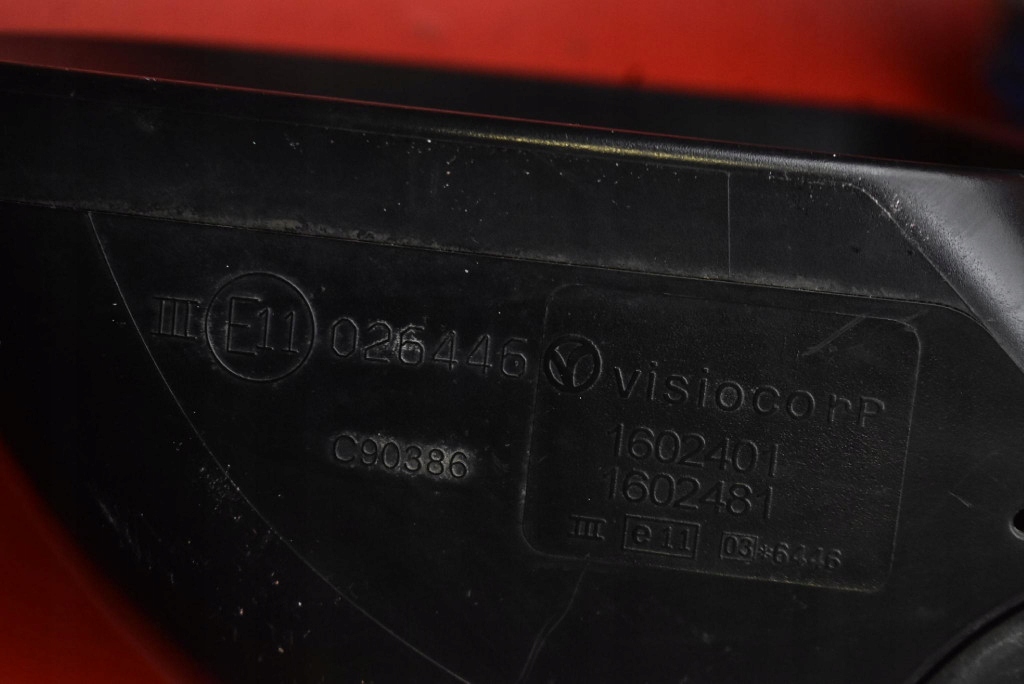 III E11 026446
C90386
visiocorp
1602401
1602481
III e11 03*6446